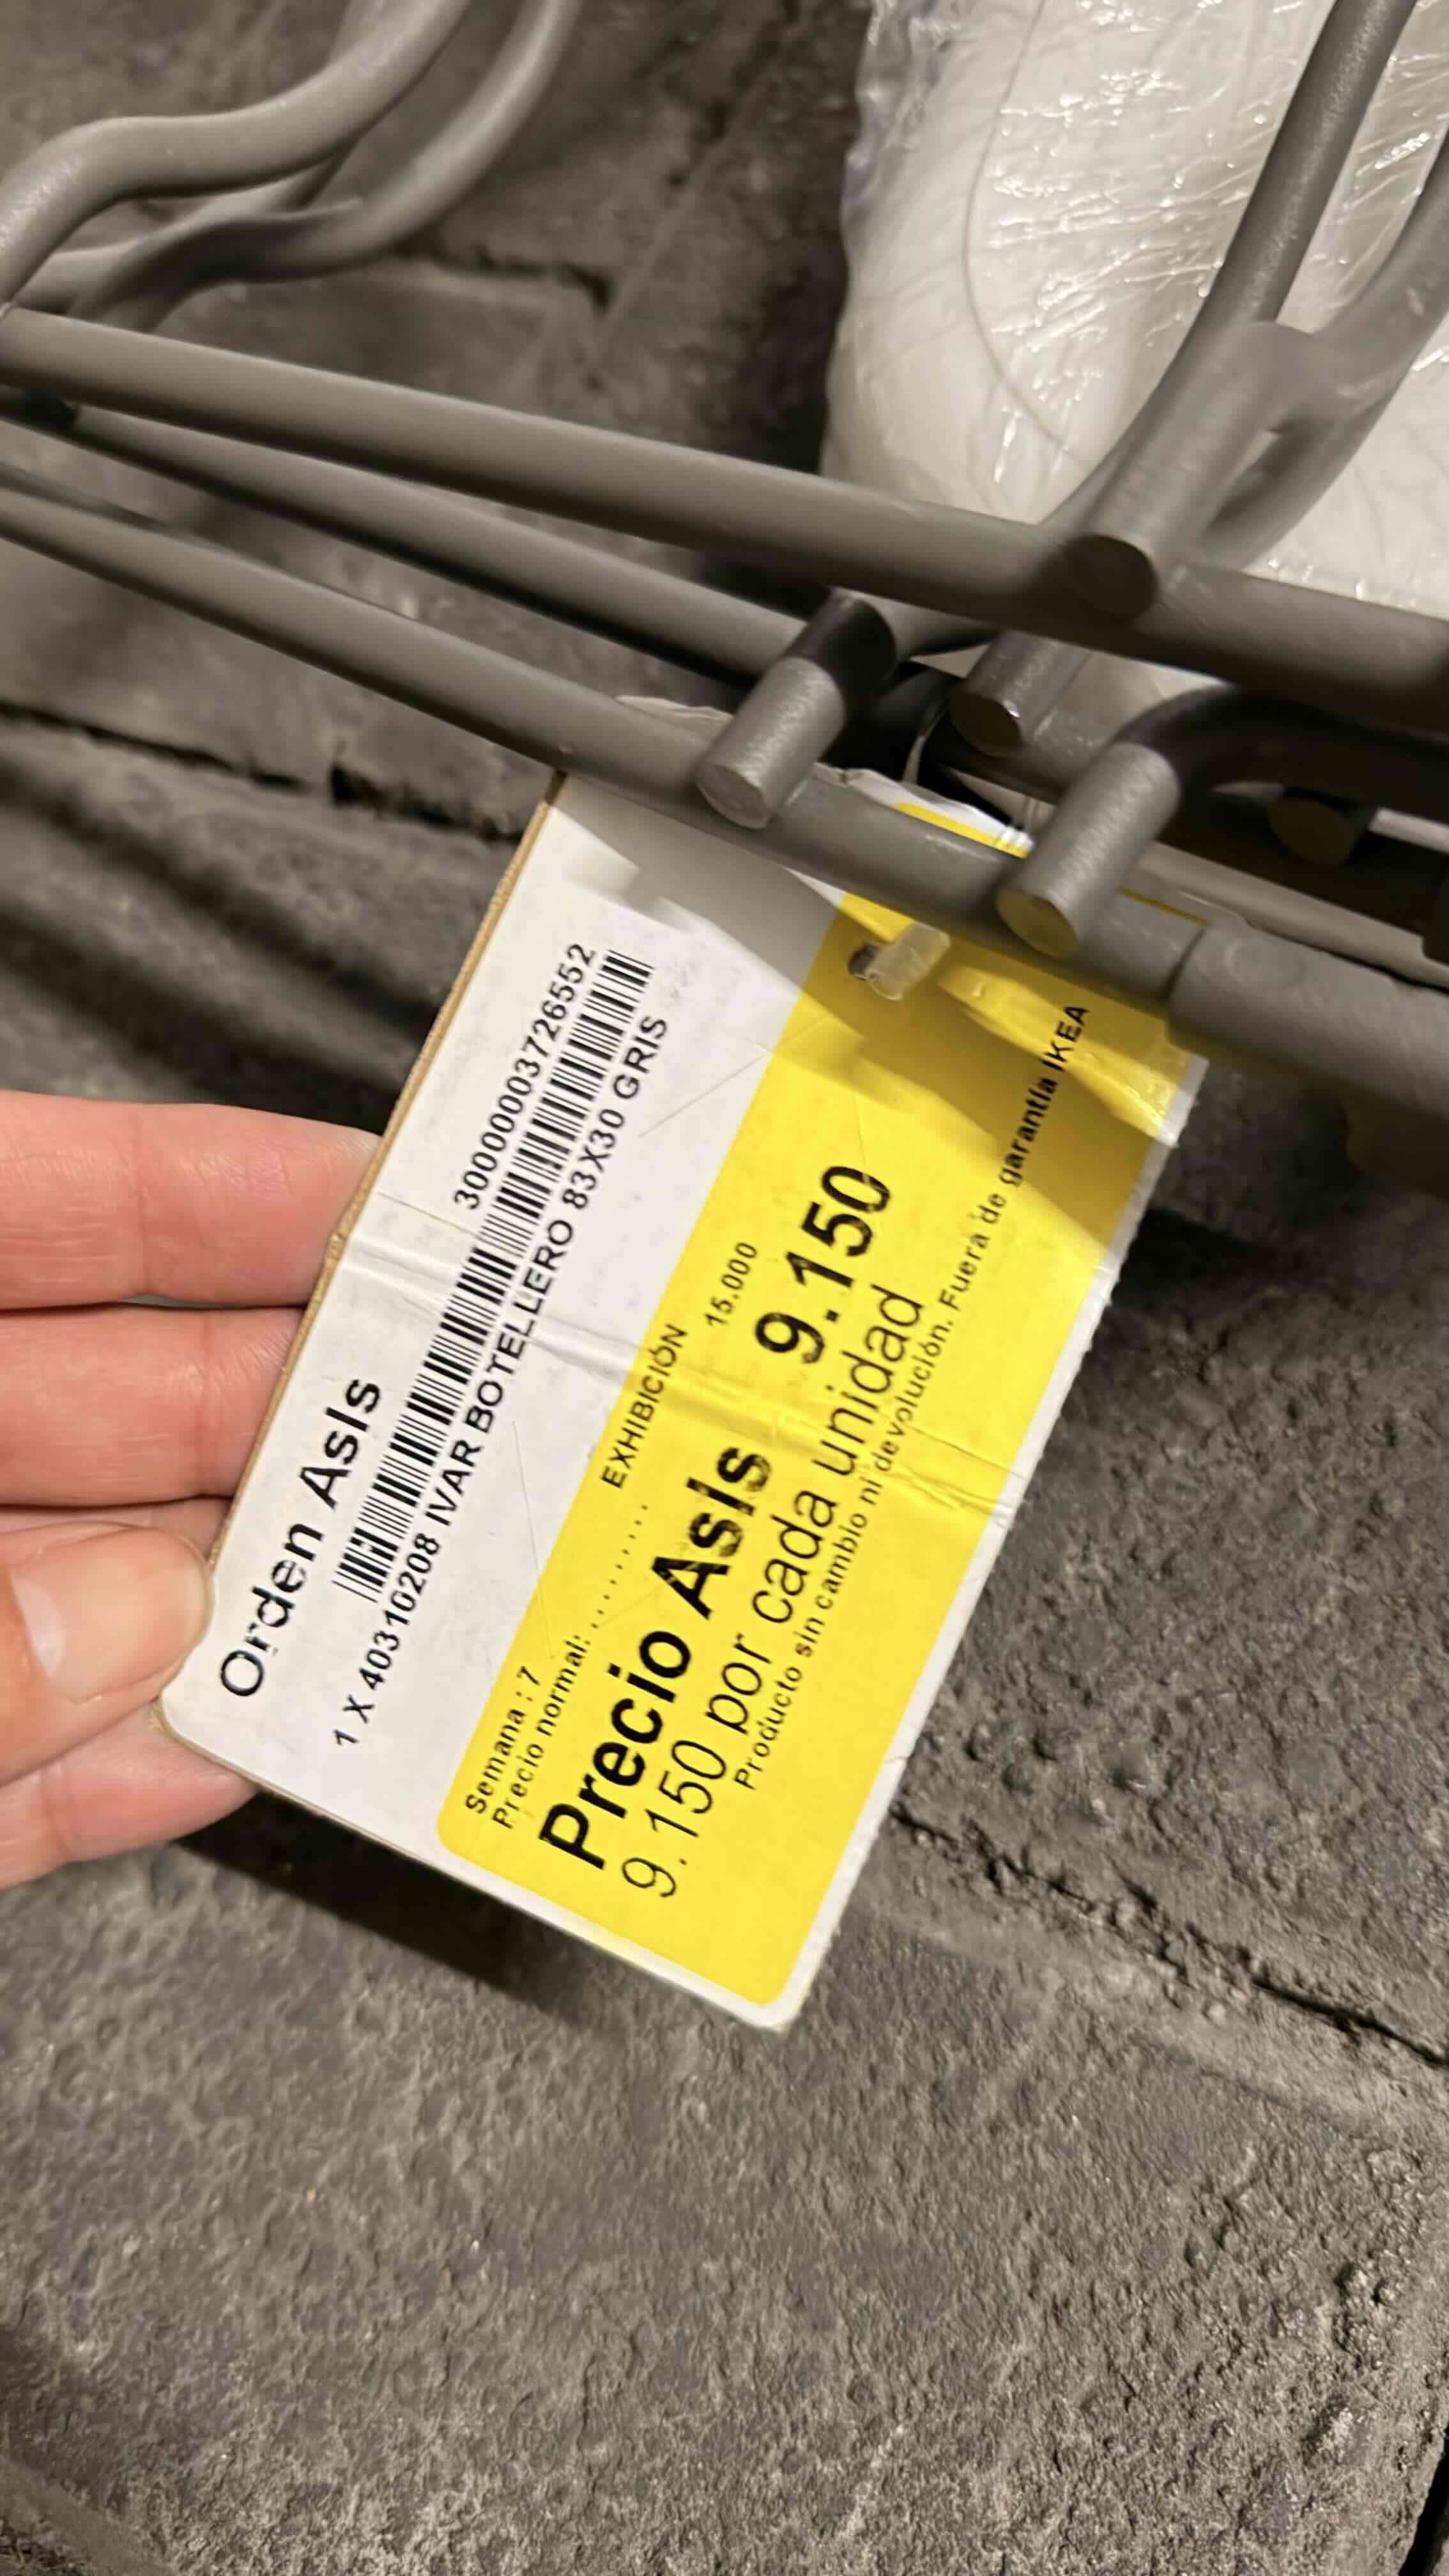 Orden AsIs
3000003726552
1 X 40310208 IVAR BOTELLERO 83X30 GRIS
Semana : 7 EXHIBICIÓN
Precio normal: ......... 15.000
Precio AsIs 9.150
9.150 por cada unidad
Producto sin cambio ni devolución. Fuera de garantía IKEA